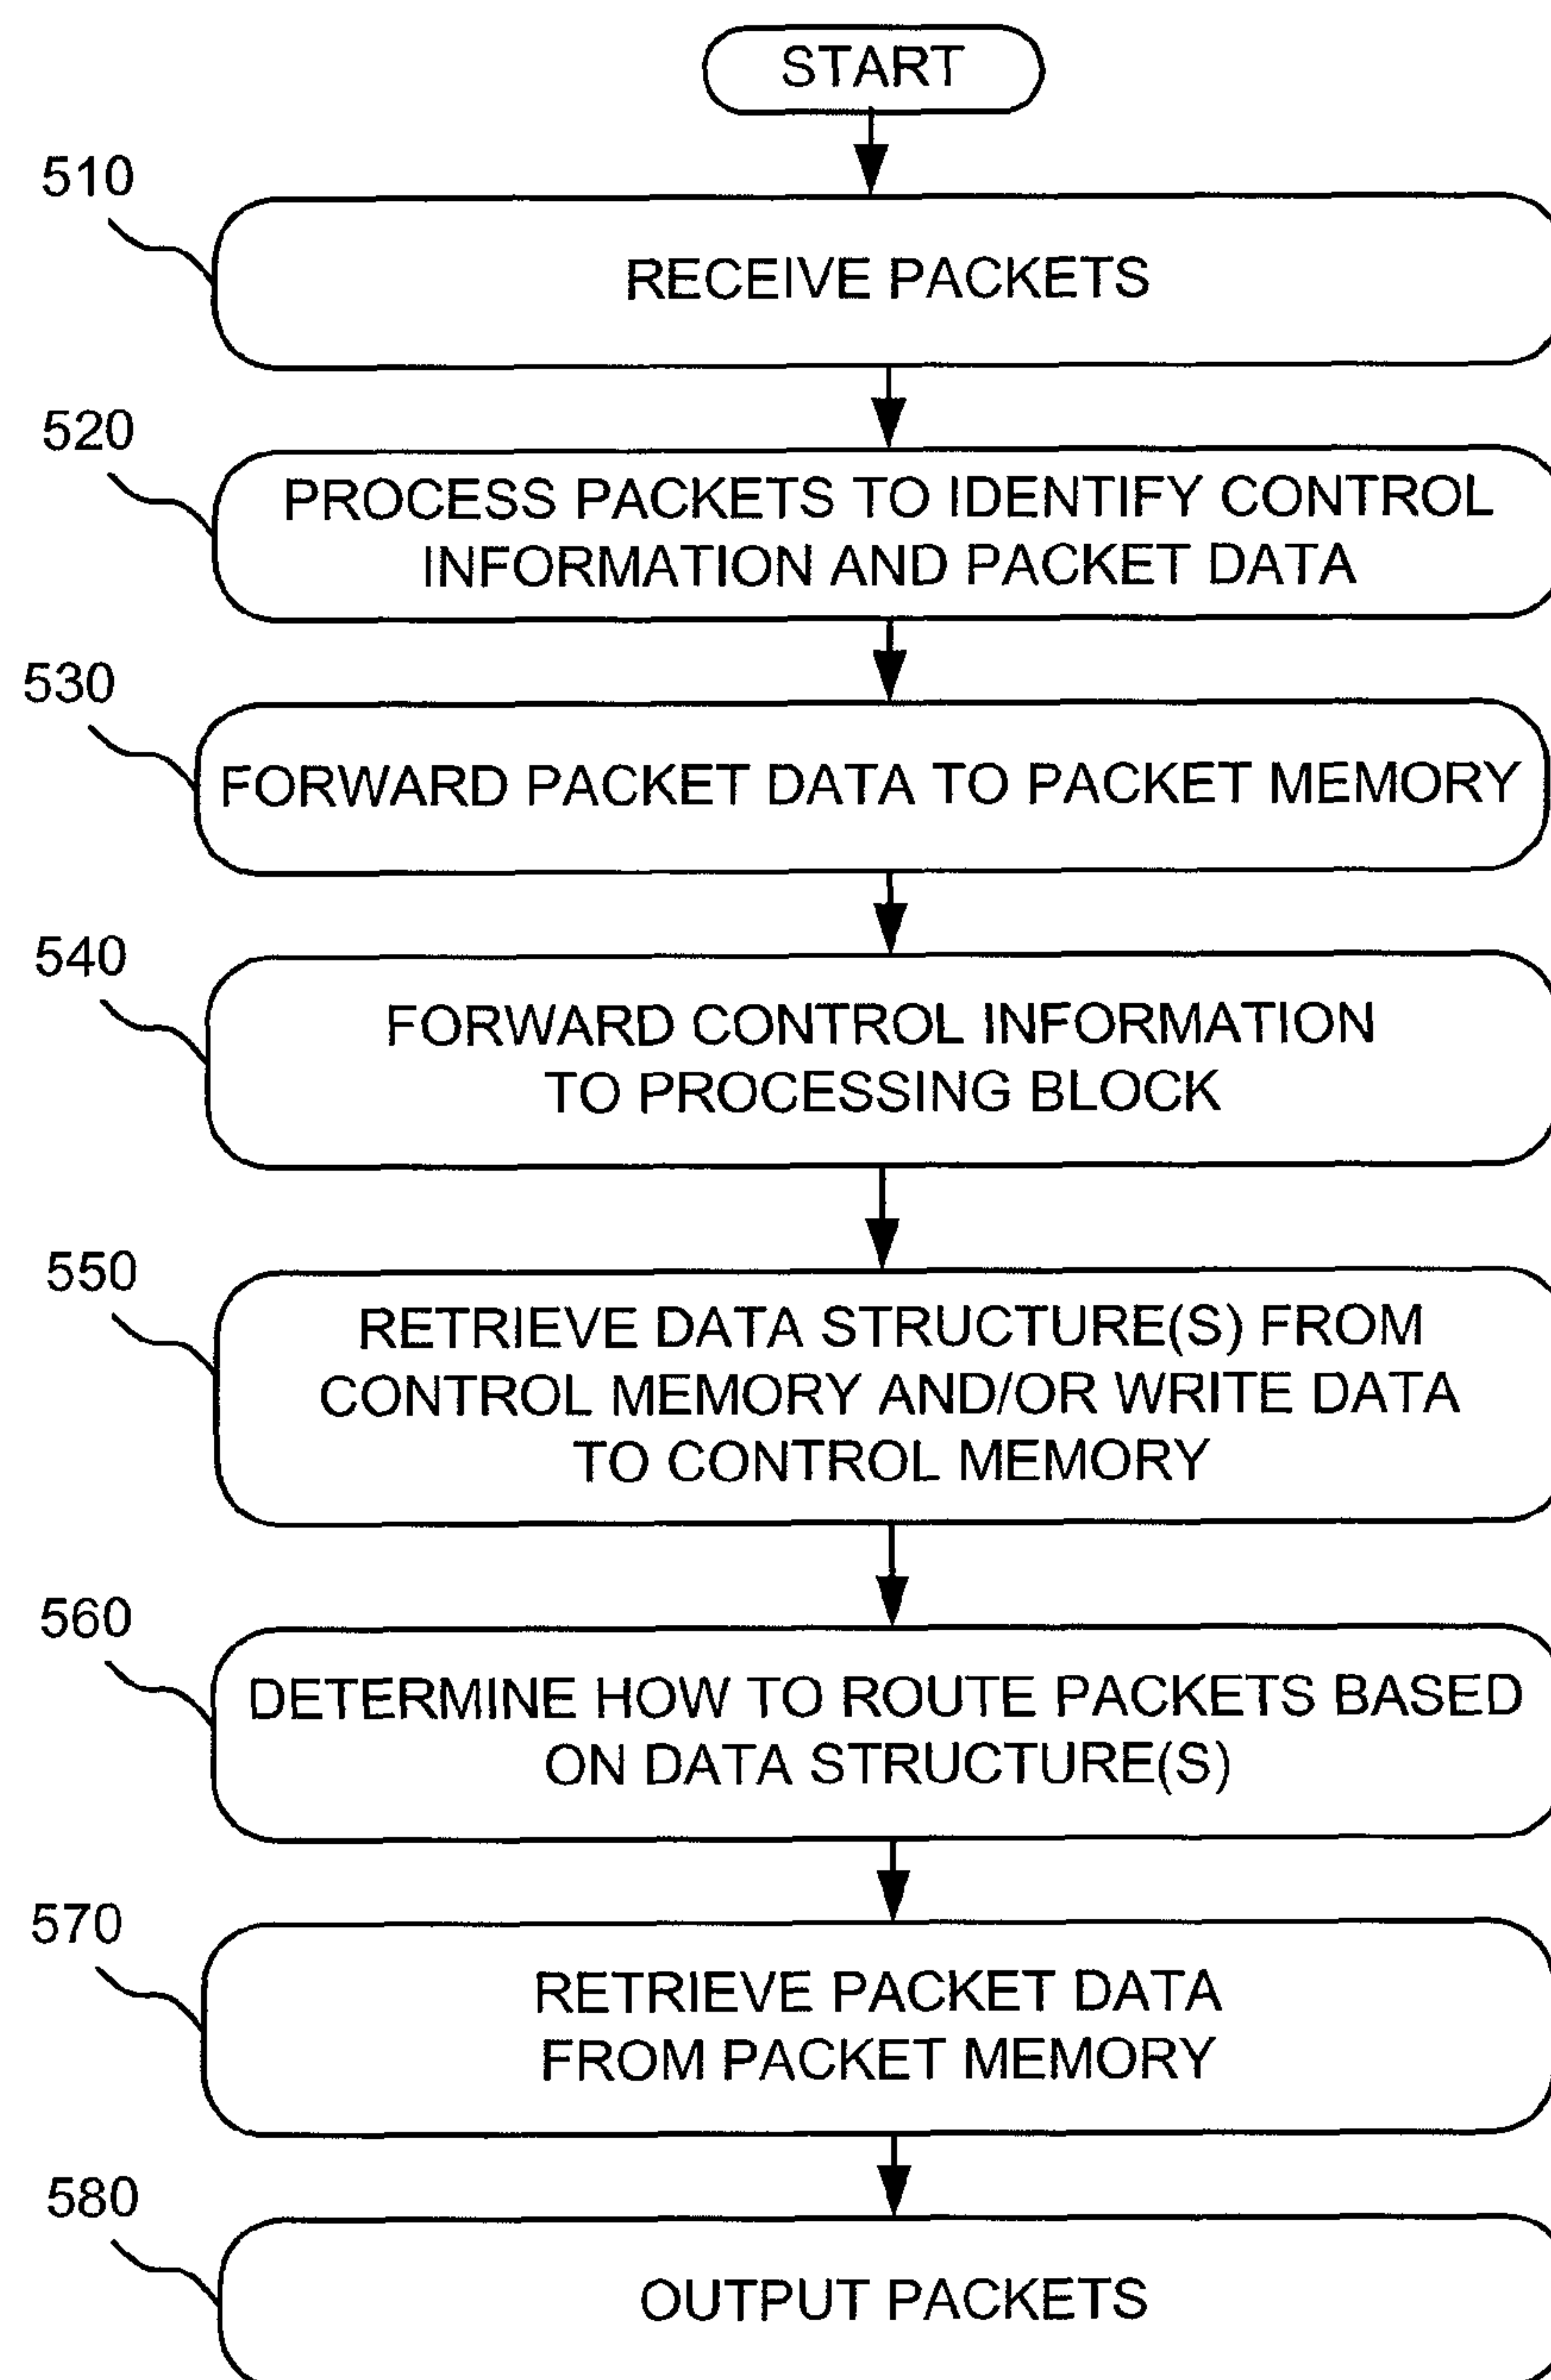 START
510
RECEIVE PACKETS
520
PROCESS PACKETS TO IDENTIFY CONTROL
INFORMATION AND PACKET DATA
530
FORWARD PACKET DATA TO PACKET MEMORY
540
FORWARD CONTROL INFORMATION
TO PROCESSING BLOCK
550
RETRIEVE DATA STRUCTURE(S) FROM
CONTROL MEMORY AND/OR WRITE DATA
TO CONTROL MEMORY
560
DETERMINE HOW TO ROUTE PACKETS BASED
ON DATA STRUCTURE(S)
570
RETRIEVE PACKET DATA
FROM PACKET MEMORY
580
OUTPUT PACKETS